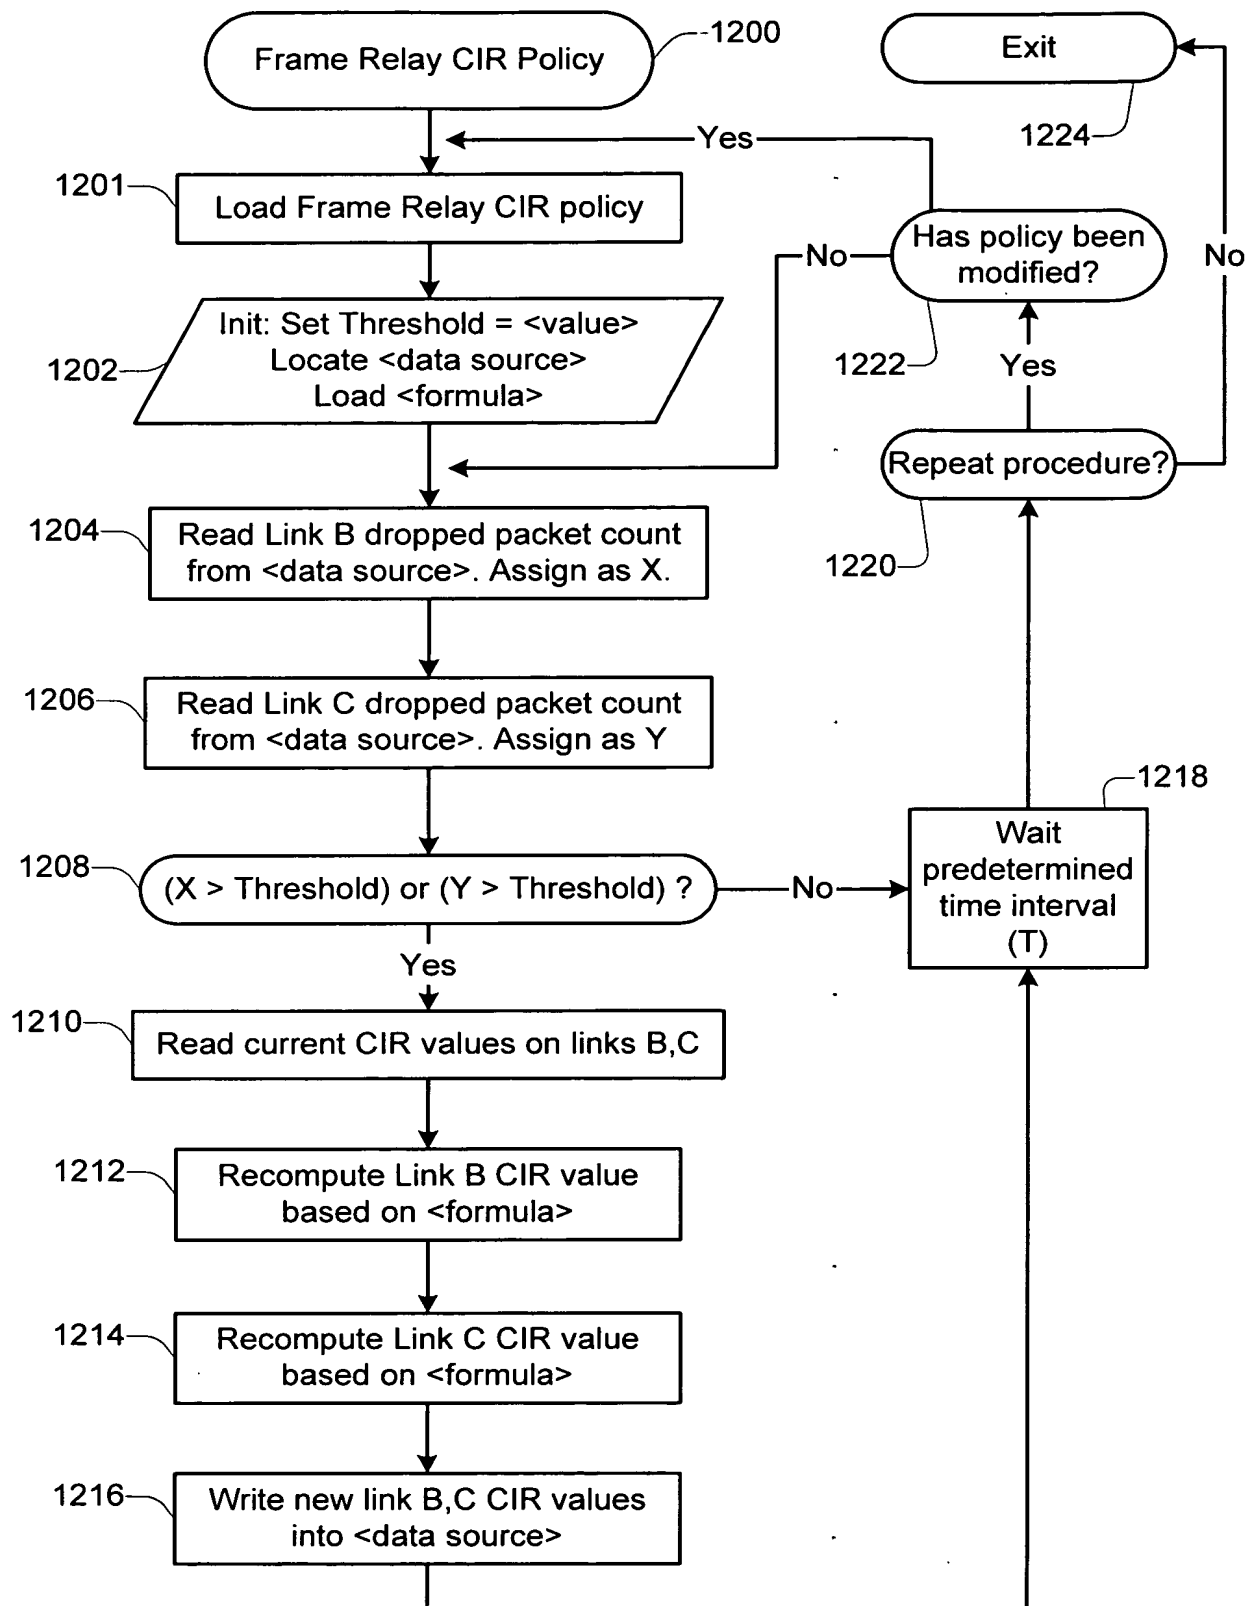 Frame Relay CIR Policy
1200
Exit
1224
Yes
1201
Load Frame Relay CIR policy
Has policy been
modified?
No
No
1222
Init: Set Threshold = <value>
Locate <data source>
Load <formula>
1202
Yes
Repeat procedure?
1220
1204
Read Link B dropped packet count
from <data source>. Assign as X.
1206
Read Link C dropped packet count
from <data source>. Assign as Y
1218
Wait
predetermined
time interval
(T)
1208
(X > Threshold) or (Y > Threshold) ?
No
Yes
1210
Read current CIR values on links B,C
1212
Recompute Link B CIR value
based on <formula>
1214
Recompute Link C CIR value
based on <formula>
1216
Write new link B,C CIR values
into <data source>